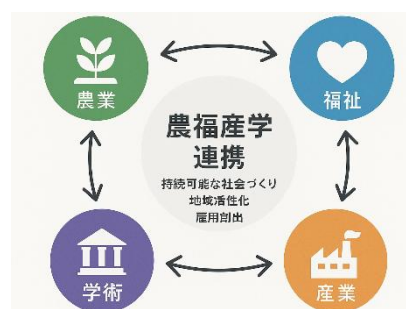 農業
福祉
農福産学
連携
持続可能な社会づくり
地域活性化
雇用創出
学術
産業